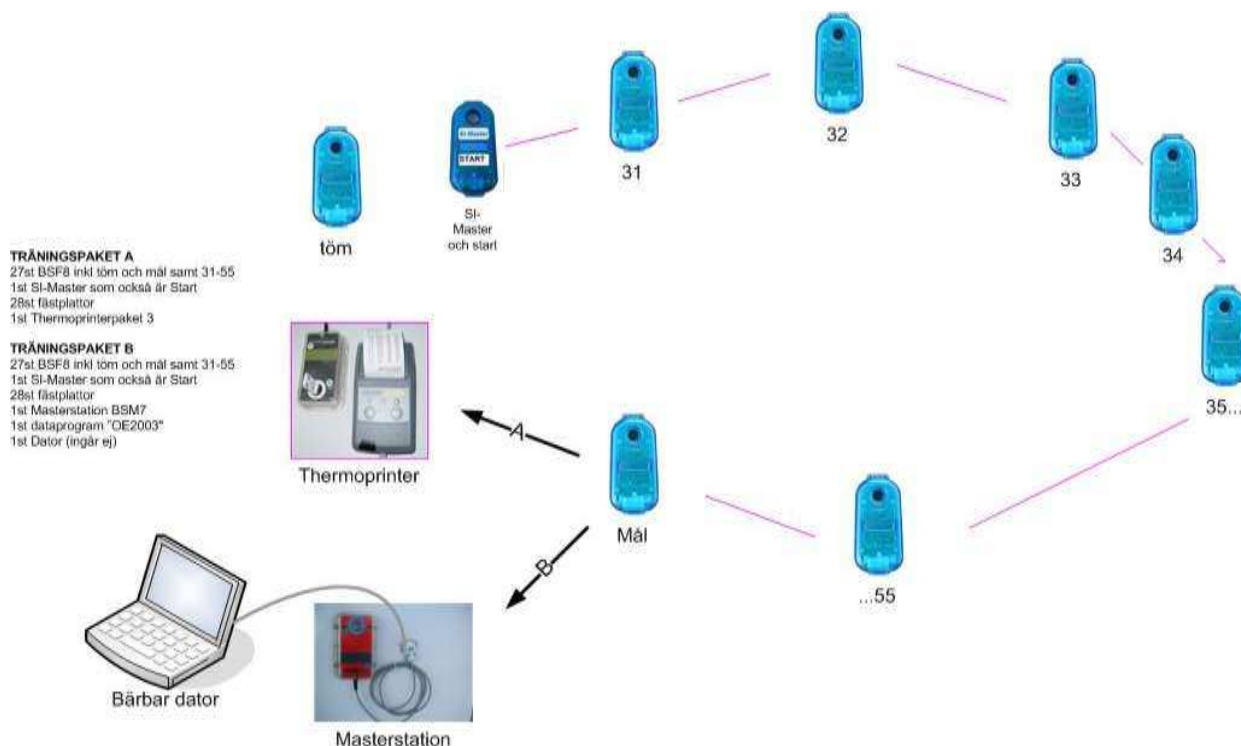 31
32
33
34
35...
...55
SI-Master
START
töm
SI-
Master
och start
TRÄNINGSPAKET A
27st BSF8 inkl töm och mål samt 31-55
1st SI-Master som också är Start
28st fästplattor
1st Thermoprinterpaket 3
TRÄNINGSPAKET B
27st BSF8 inkl töm och mål samt 31-55
1st SI-Master som också är Start
28st fästplattor
1st Masterstation BSM7
1st dataprogram "OE2003"
1st Dator (ingår ej)
A
Thermoprinter
Mål
B
Bärbar dator
Masterstation